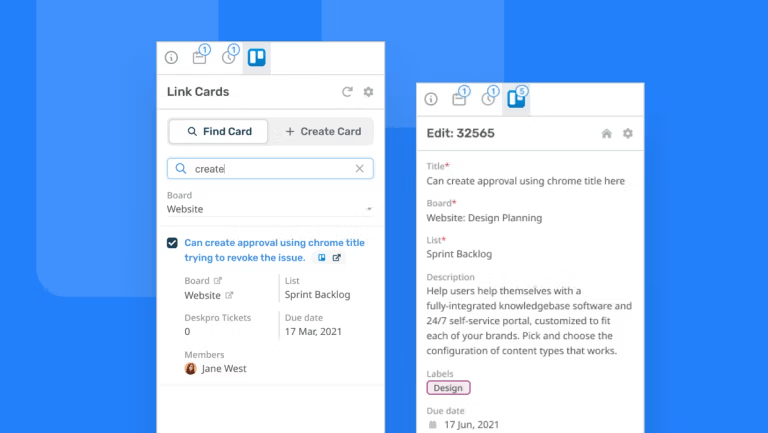 1
1
Link Cards
Find Card
+ Create Card
create
Board
Website
Can create approval using chrome title
trying to revoke the issue.
Board
List
Website
Sprint Backlog
Deskpro Tickets
Due date
0
17 Mar, 2021
Members
Jane West
1
1
5
Edit: 32565
Title*
Can create approval using chrome title here
Board*
Website: Design Planning
List*
Sprint Backlog
Description
Help users help themselves with a
fully-integrated knowledgebase software and
24/7 self-service portal, customized to fit
each of your brands. Pick and choose the
configuration of content types that works.
Labels
Design
Due date
17 Jun, 2021